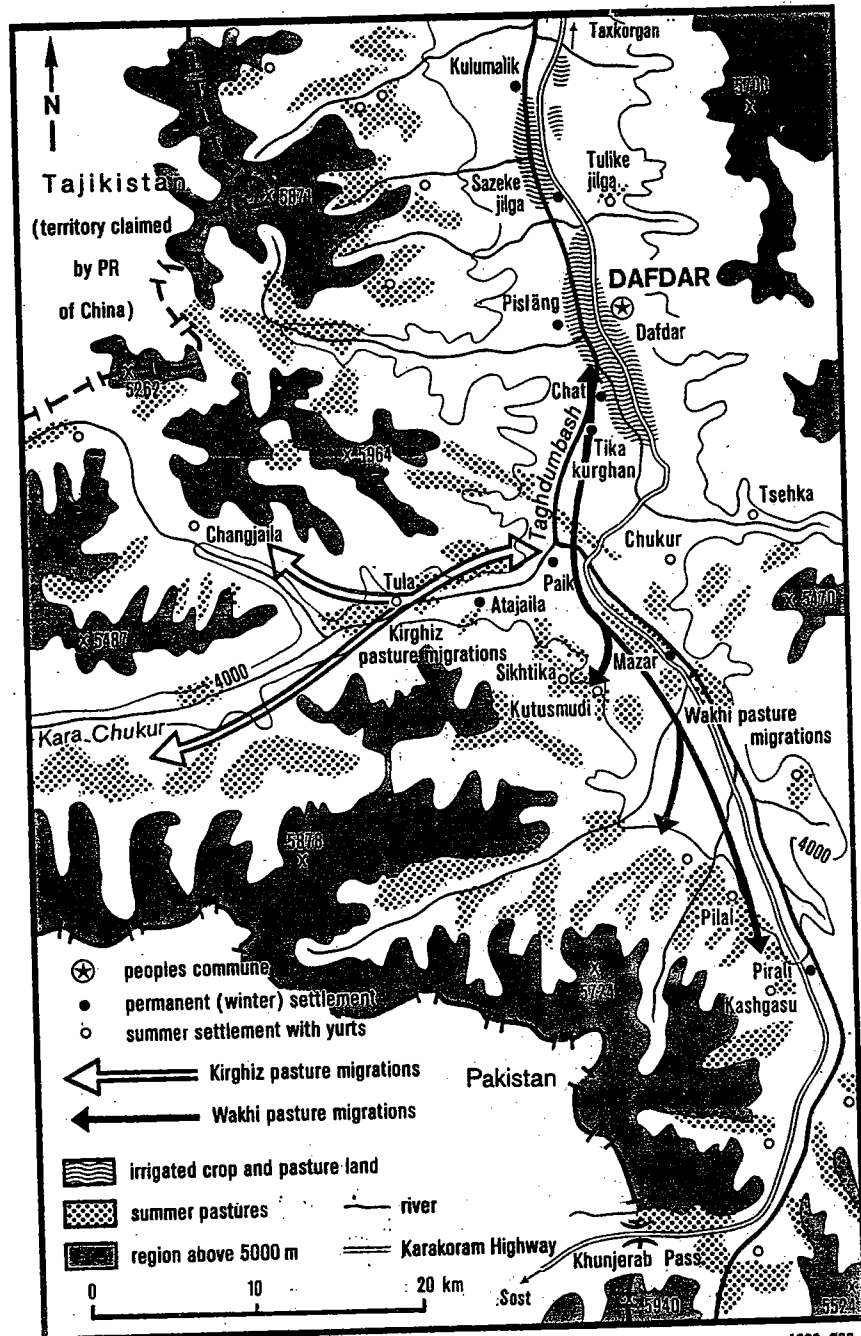 Taxkorgan
Kulumalik
N
5700
Tulike
jilga
Sazeke
jilga
Tajikistan
5871
(territory claimed
by PR
of China)
DAFDAR
Pisläng
Dafdar
5262
Chat
Taghdumbash
Tika
kurghan
5964
Tsehka
Changjaila
Chukur
Tula
Paik
Atajaila
5470
5487
Kirghiz
pasture migrations
4000
Mazar
Sikhtika
Kutusmudi
Wakhi pasture
migrations
Kara Chukur
4000
5878
Pilal
Pirali
Kashgasu
peoples commune
permanent (winter) settlement
summer settlement with yurts
Kirghiz pasture migrations
Pakistan
Wakhi pasture migrations
irrigated crop and pasture land
summer pastures
river
region above 5000 m
Karakoram Highway
Khunjerab Pass
0 10 20 km
Sost
5940
5524